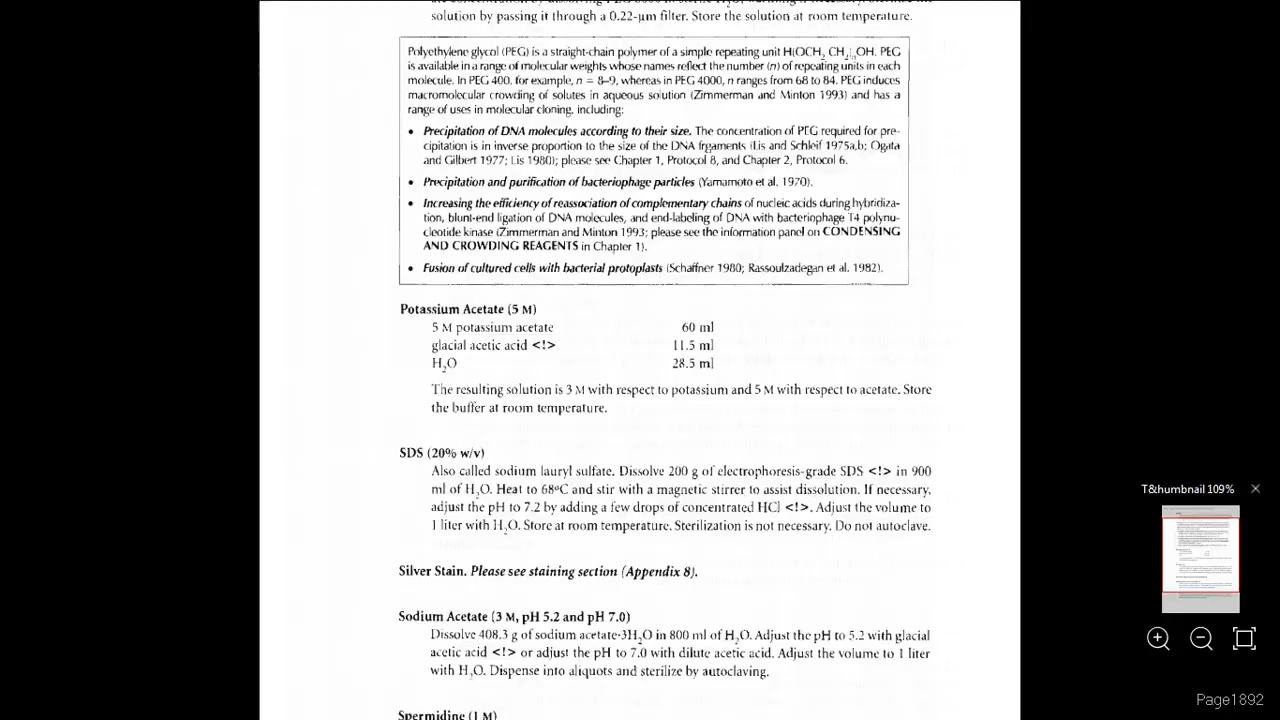 solution by passing it through a 0.22-µm filter. Store the solution at room temperature.
Polyethylene glycol (PEG) is a straight-chain polymer of a simple repeating unit H(OCH2 CH2)nOH. PEG
is available in a range of molecular weights whose names reflect the number (n) of repeating units in each
molecule. In PEG 400, for example, n = 8–9, whereas in PEG 4000, n ranges from 68 to 84. PEG induces
macromolecular crowding of solutes in aqueous solution (Zimmerman and Minton 1993) and has a
range of uses in molecular cloning, including:
• Precipitation of DNA molecules according to their size. The concentration of PEG required for pre-
cipitation is in inverse proportion to the size of the DNA frgaments (Lis and Schleif 1975a,b; Ogata
and Gilbert 1977; Lis 1980); please see Chapter 1, Protocol 8, and Chapter 2, Protocol 6.
• Precipitation and purification of bacteriophage particles (Yamamoto et al. 1970).
• Increasing the efficiency of reassociation of complementary chains of nucleic acids during hybridiza-
tion, blunt-end ligation of DNA molecules, and end-labeling of DNA with bacteriophage T4 polynu-
cleotide kinase (Zimmerman and Minton 1993; please see the information panel on CONDENSING
AND CROWDING REAGENTS in Chapter 1).
• Fusion of cultured cells with bacterial protoplasts (Schaffner 1980; Rassoulzadegan et al. 1982).
Potassium Acetate (5 M)
5 M potassium acetate 60 ml
glacial acetic acid <!> 11.5 ml
H2O 28.5 ml
The resulting solution is 3 M with respect to potassium and 5 M with respect to acetate. Store
the buffer at room temperature.
SDS (20% w/v)
Also called sodium lauryl sulfate. Dissolve 200 g of electrophoresis-grade SDS <!> in 900
ml of H2O. Heat to 68°C and stir with a magnetic stirrer to assist dissolution. If necessary,
adjust the pH to 7.2 by adding a few drops of concentrated HCl <!>. Adjust the volume to
1 liter with H2O. Store at room temperature. Sterilization is not necessary. Do not autoclave.
Silver Stain. Please see staining section (Appendix 8).
Sodium Acetate (3 M, pH 5.2 and pH 7.0)
Dissolve 408.3 g of sodium acetate·3H2O in 800 ml of H2O. Adjust the pH to 5.2 with glacial
acetic acid <!> or adjust the pH to 7.0 with dilute acetic acid. Adjust the volume to 1 liter
with H2O. Dispense into aliquots and sterilize by autoclaving.
Spermidine (1 M)
T&thumbnail 109%
Page1892